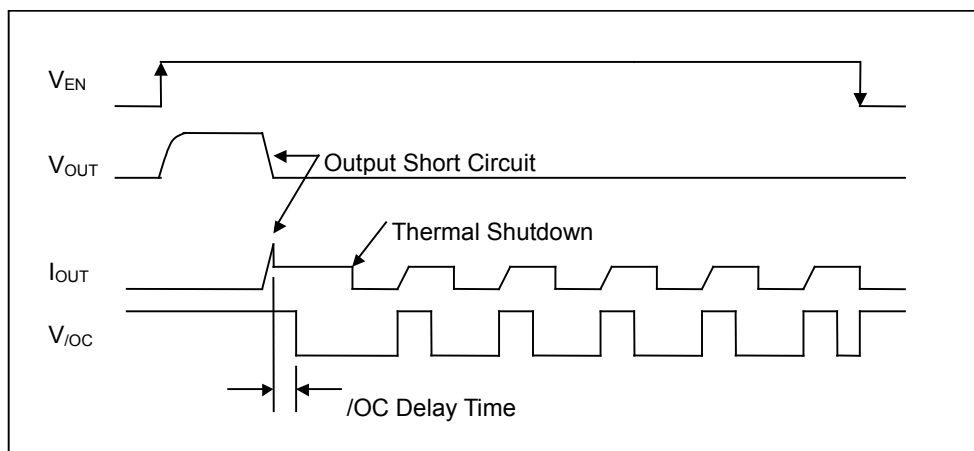 VEN
VOUT
Output Short Circuit
Thermal Shutdown
IOUT
V/OC
/OC Delay Time